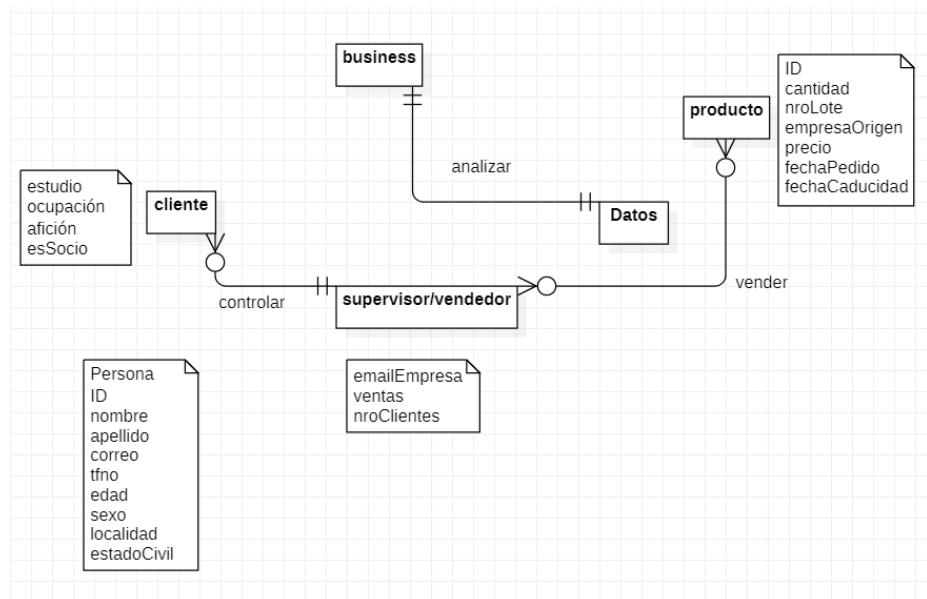 business
producto
ID
cantidad
nroLote
empresaOrigen
precio
fechaPedido
fechaCaducidad
analizar
estudio
ocupación
afición
esSocio
cliente
Datos
controlar
supervisor/vendedor
vender
Persona
ID
nombre
apellido
correo
tfno
edad
sexo
localidad
estadoCivil
emailEmpresa
ventas
nroClientes